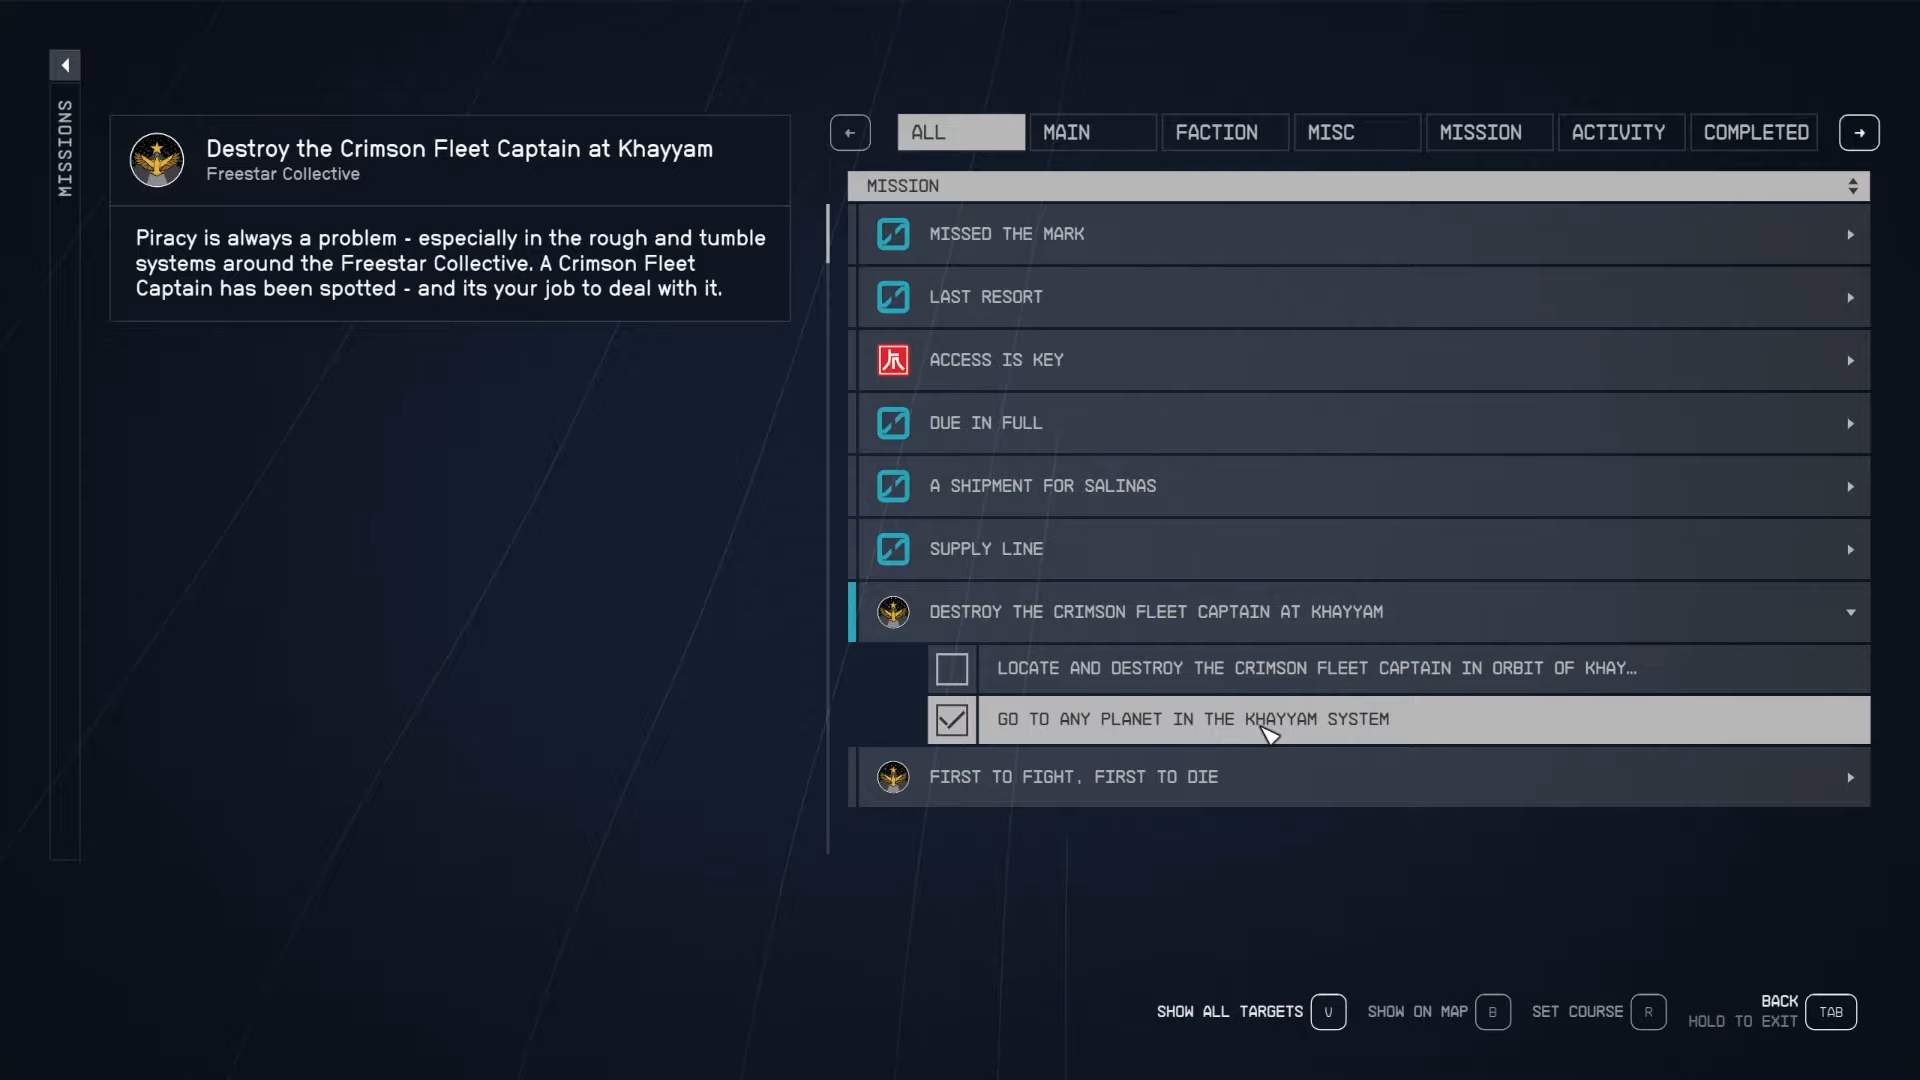 MISSIONS
Destroy the Crimson Fleet Captain at Khayyam
Freestar Collective
Piracy is always a problem - especially in the rough and tumble
systems around the Freestar Collective. A Crimson Fleet
Captain has been spotted - and its your job to deal with it.
ALL MAIN FACTION MISC MISSION ACTIVITY COMPLETED
MISSION
MISSED THE MARK
LAST RESORT
ACCESS IS KEY
DUE IN FULL
A SHIPMENT FOR SALINAS
SUPPLY LINE
DESTROY THE CRIMSON FLEET CAPTAIN AT KHAYYAM
LOCATE AND DESTROY THE CRIMSON FLEET CAPTAIN IN ORBIT OF KHAY...
GO TO ANY PLANET IN THE KHAYYAM SYSTEM
FIRST TO FIGHT, FIRST TO DIE
SHOW ALL TARGETS V SHOW ON MAP B SET COURSE R BACK TAB
HOLD TO EXIT